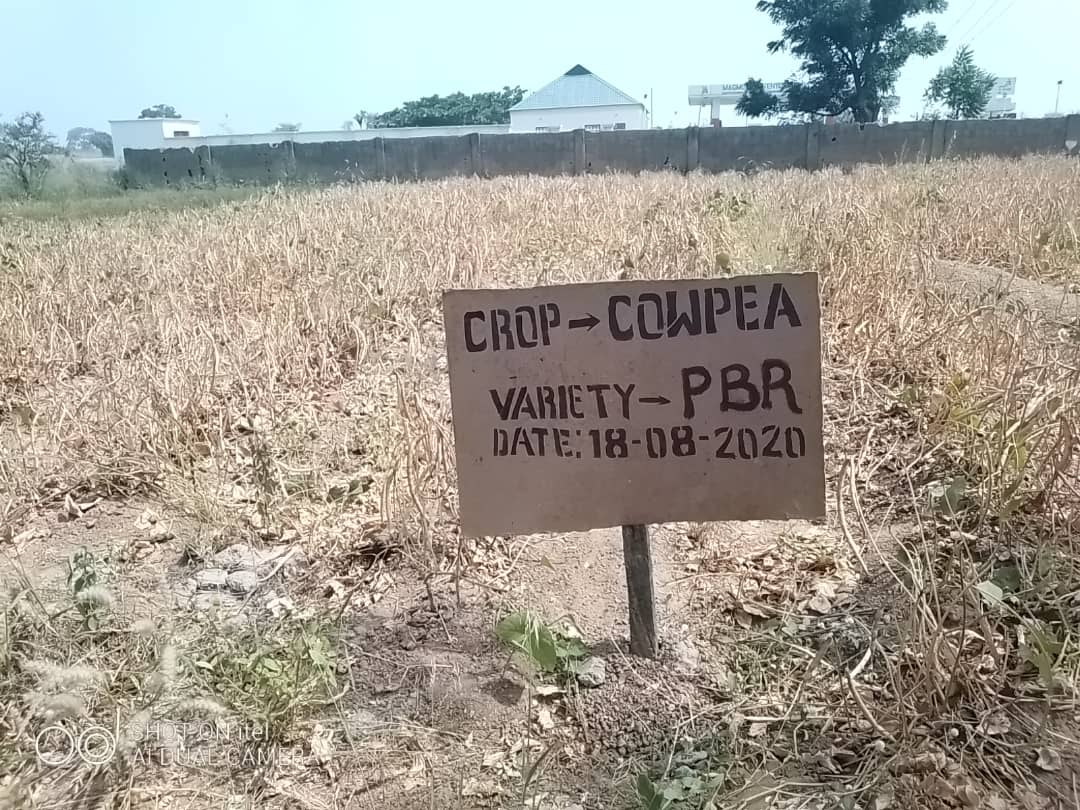 CROP→COWPEA
VARIETY→PBR
DATE: 18-08-2020
SHOT ON itel
AI DUAL CAMERA